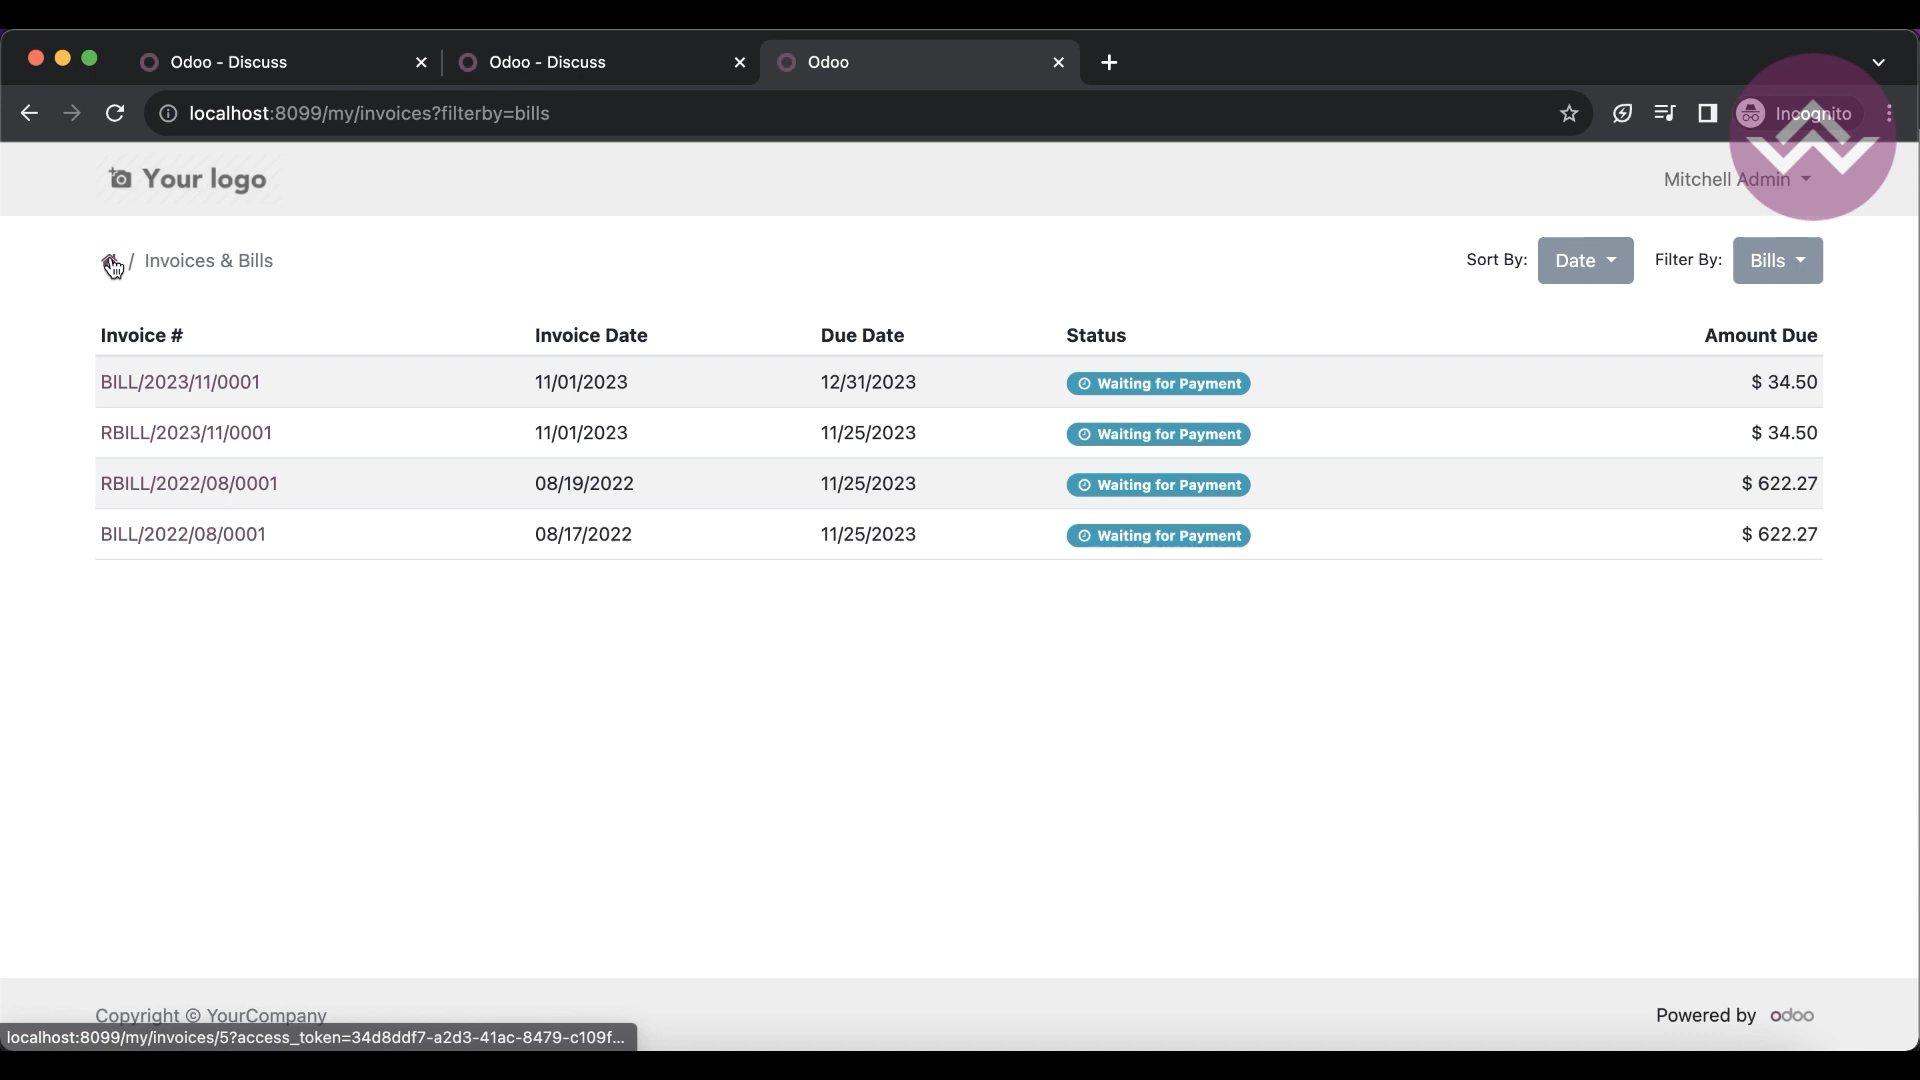 Odoo - Discuss
Odoo - Discuss
Odoo
localhost:8099/my/invoices?filterby=bills
Incognito
Your logo
Mitchell Admin
/ Invoices & Bills
Sort By: Date
Filter By: Bills
Invoice # Invoice Date Due Date Status Amount Due
BILL/2023/11/0001 11/01/2023 12/31/2023 Waiting for Payment $ 34.50
RBILL/2023/11/0001 11/01/2023 11/25/2023 Waiting for Payment $ 34.50
RBILL/2022/08/0001 08/19/2022 11/25/2023 Waiting for Payment $ 622.27
BILL/2022/08/0001 08/17/2022 11/25/2023 Waiting for Payment $ 622.27
Copyright © YourCompany
Powered by odoo
localhost:8099/my/invoices/5?access_token=34d8ddf7-a2d3-41ac-8479-c109f...